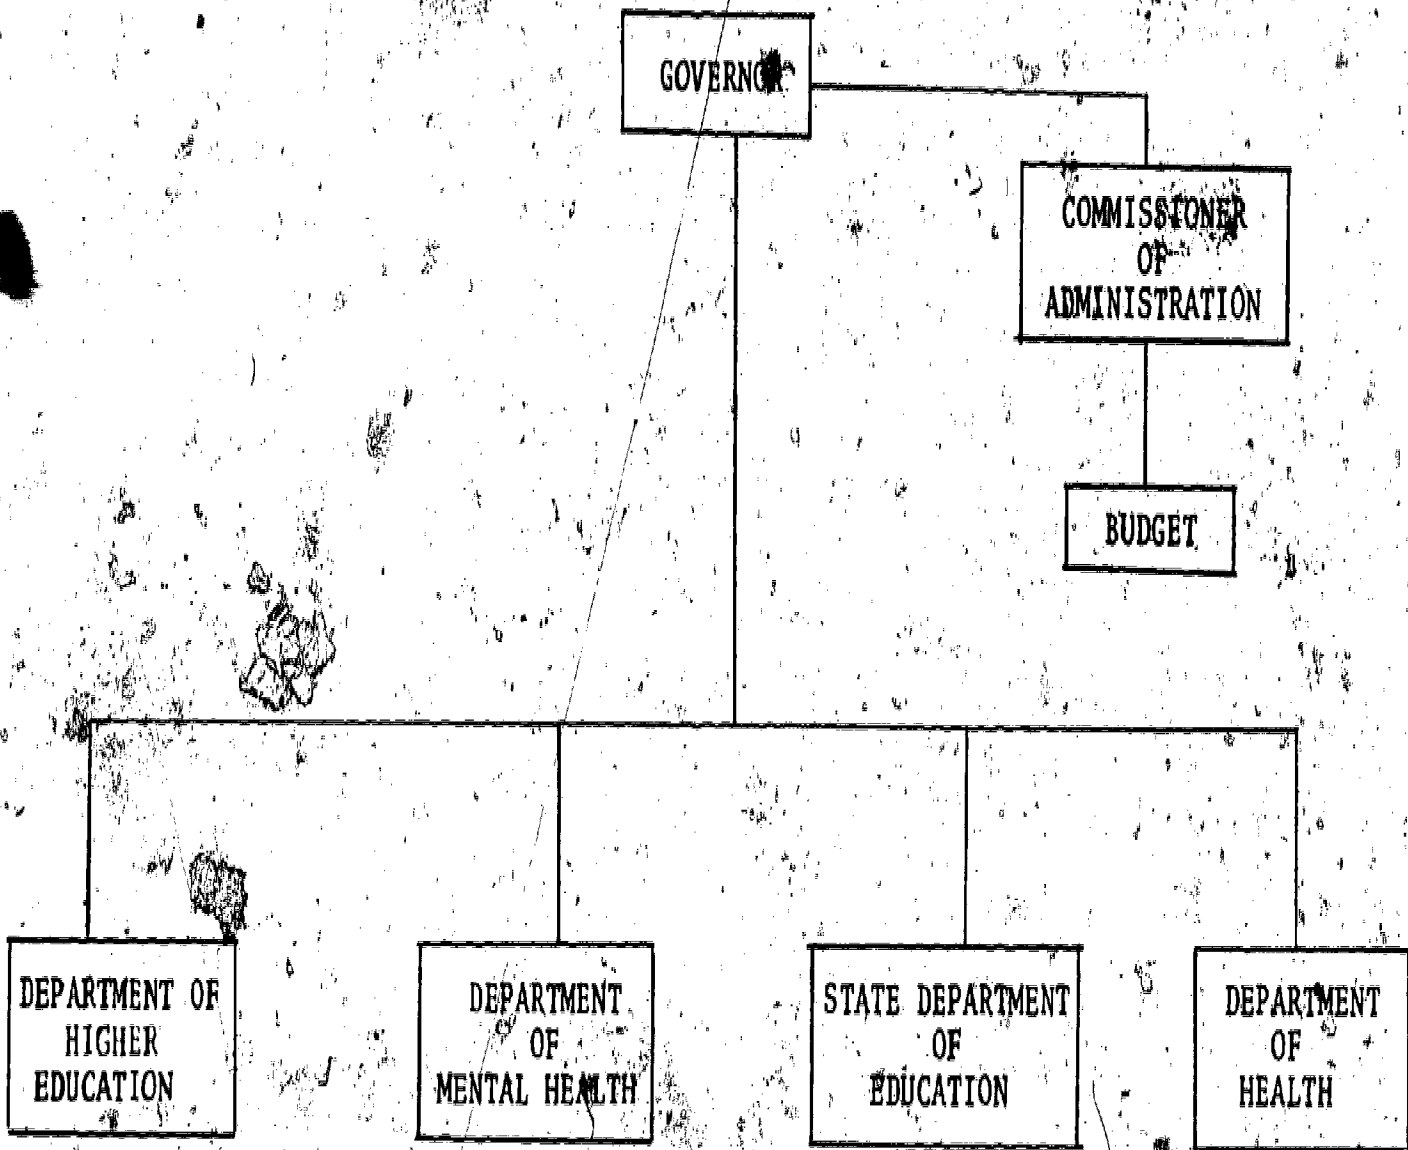 GOVERNOR
COMMISSIONER
OF
ADMINISTRATION
BUDGET
DEPARTMENT OF
HIGHER
EDUCATION
DEPARTMENT
OF
MENTAL HEALTH
STATE DEPARTMENT
OF
EDUCATION
DEPARTMENT
OF
HEALTH